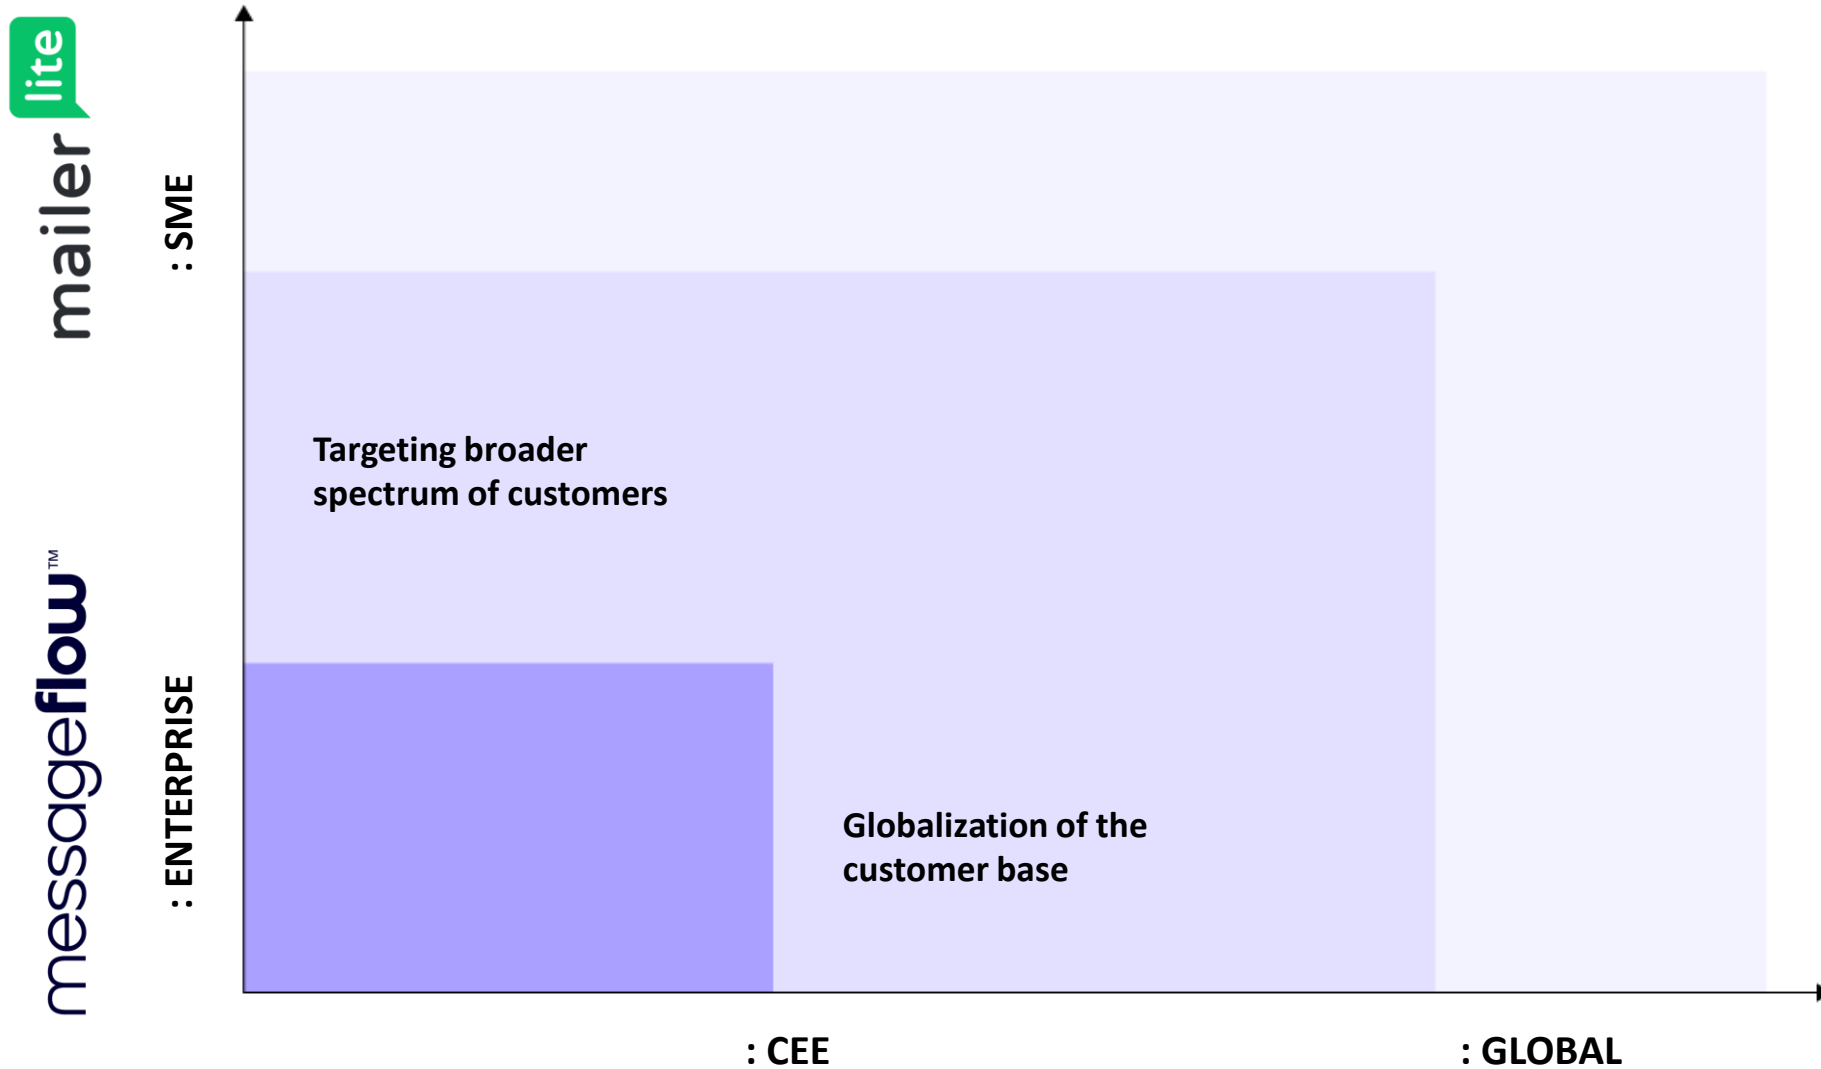 mailer lite
: SME
messageflow™
: ENTERPRISE
Targeting broader
spectrum of customers
Globalization of the
customer base
: CEE
: GLOBAL